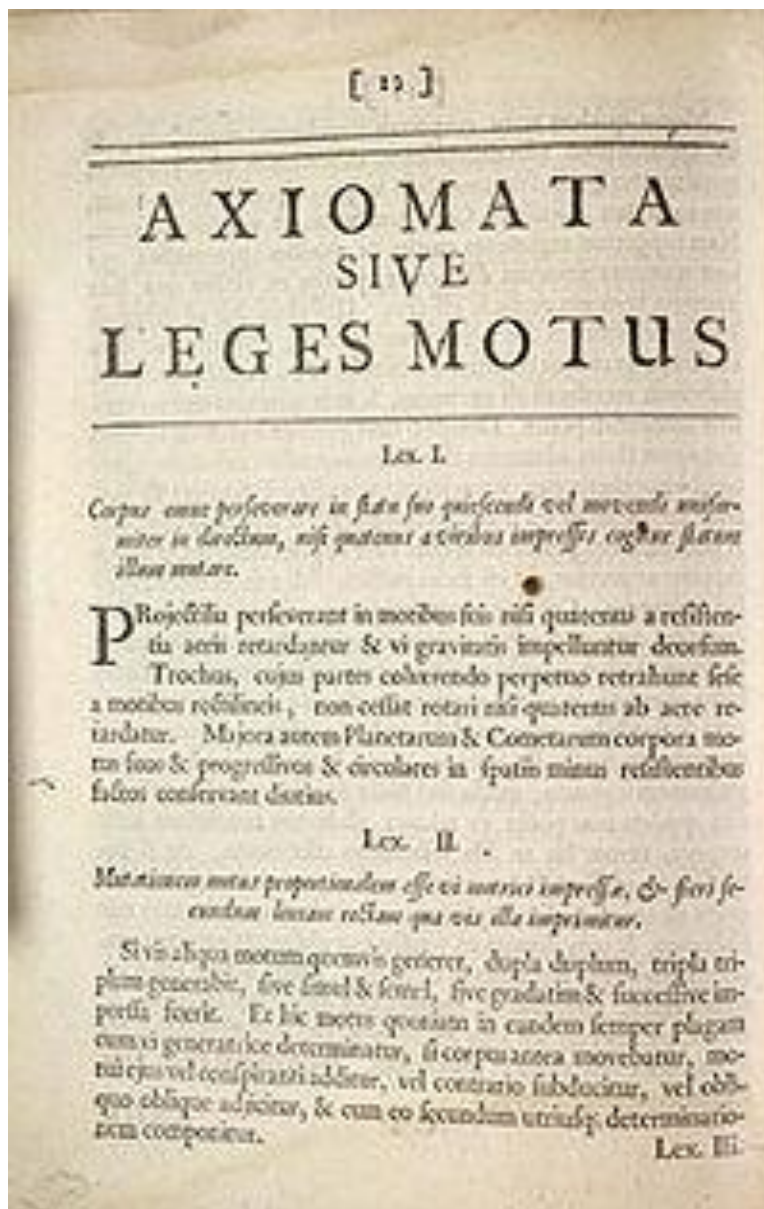 [ 12 ]
AXIOMATA
SIVE
LEGES MOTUS
Lex. I.
Corpus omne perseverare in statu suo quiescendi vel movendi unifor-
miter in directum, nisi quatenus a viribus impressis cogitur statum
illum mutare.
PRojectilia perseverant in motibus suis nisi quatenus a resisten-
tia aeris retardantur & vi gravitatis impelluntur deorsum.
Trochus, cujus partes cohærendo perpetuo retrahunt sese
a motibus rectilineis, non cessat rotari nisi quatenus ab aere re-
tardatur. Majora autem Planetarum & Cometarum corpora mo-
tus suos & progressivos & circulares in spatiis minus resistentibus
factos conservant diutius.
Lex. II.
Mutationem motus proportionalem esse vi motrici impressæ, & fieri se-
cundum lineam rectam qua vis illa imprimitur.
Si vis aliqua motum quemvis generet, dupla duplum, tripla tri-
plum generabit, sive simul & semel, sive gradatim & successive im-
pressa fuerit. Et hic motus quoniam in eandem semper plagam
cum vi generatrice determinatur, si corpus antea movebatur, mo-
tui ejus vel conspiranti additur, vel contrario subducitur, vel obli-
quo oblique adjicitur, & cum eo secundum utriusq; determinatio-
nem componitur.
Lex. III.